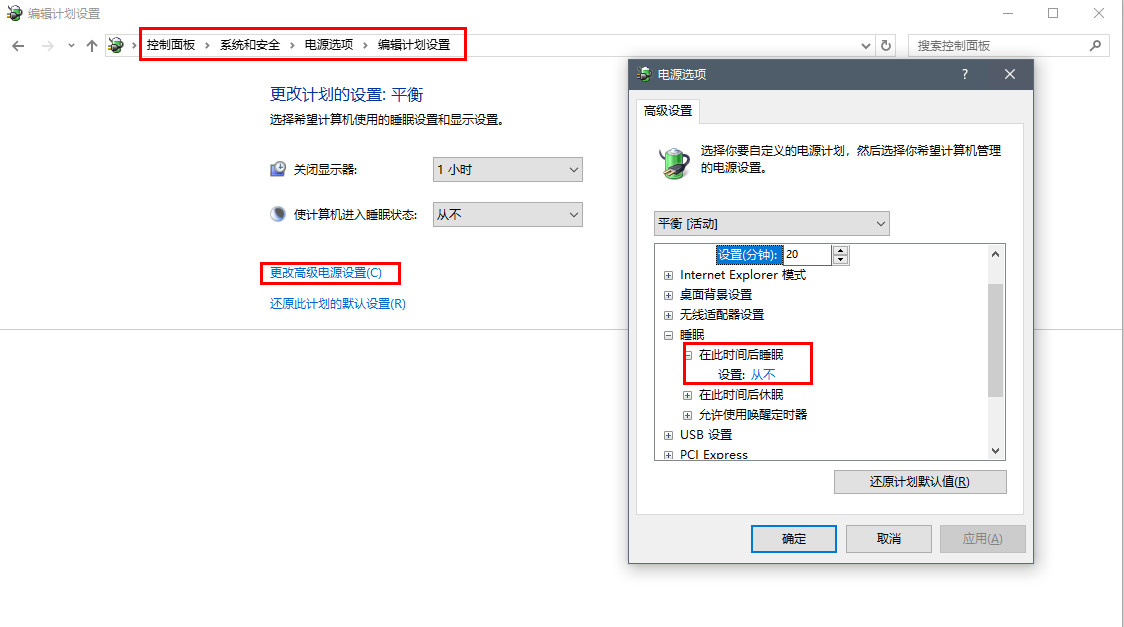 编辑计划设置
控制面板 › 系统和安全 › 电源选项 › 编辑计划设置
搜索控制面板
更改计划的设置: 平衡
选择希望计算机使用的睡眠设置和显示设置。
关闭显示器: 1 小时
使计算机进入睡眠状态: 从不
更改高级电源设置(C)
还原此计划的默认设置(R)
电源选项 ?
高级设置
选择你要自定义的电源计划，然后选择你希望计算机管理
的电源设置。
平衡 [活动]
设置(分钟): 20
Internet Explorer 模式
桌面背景设置
无线适配器设置
睡眠
在此时间后睡眠
设置: 从不
在此时间后休眠
允许使用唤醒定时器
USB 设置
PCI Express
还原计划默认值(R)
确定 取消 应用(A)